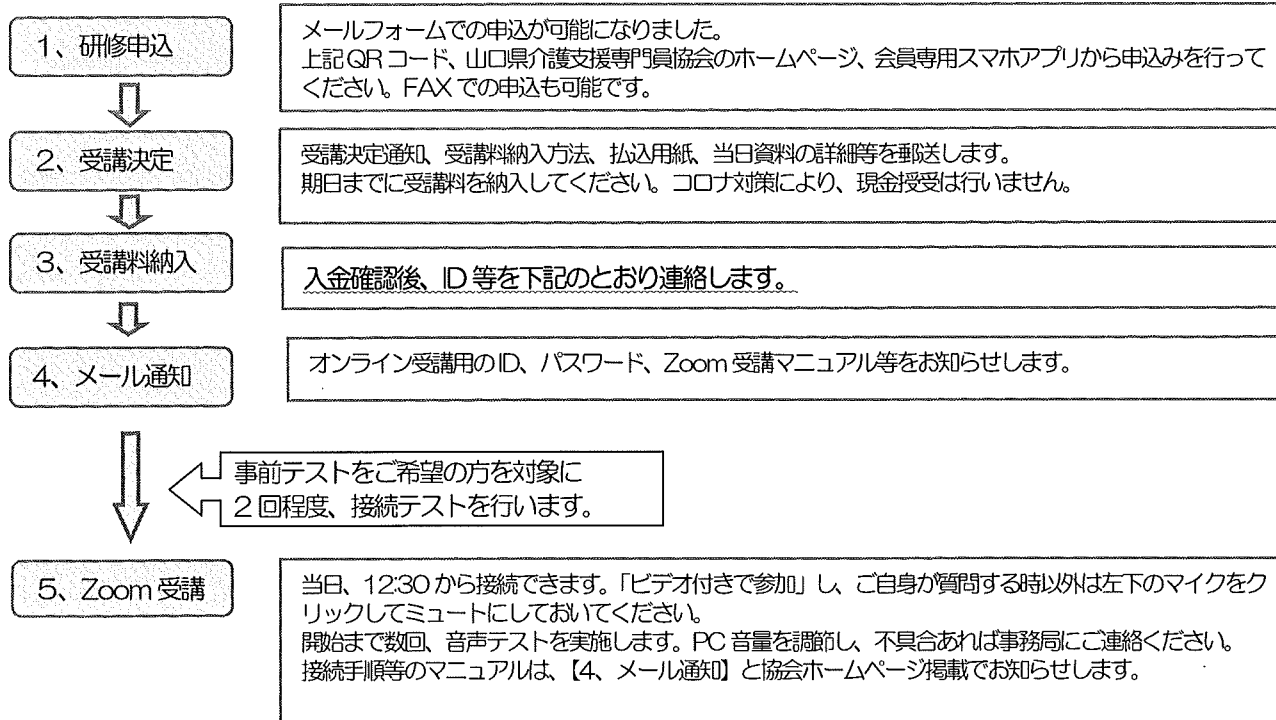 1、研修申込
メールフォームでの申込が可能になりました。
上記QRコード、山口県介護支援専門員協会のホームページ、会員専用スマホアプリから申込みを行って
ください。FAXでの申込も可能です。
2、受講決定
受講決定通知、受講料納入方法、払込用紙、当日資料の詳細等を郵送します。
期日までに受講料を納入してください。コロナ対策により、現金授受は行いません。
3、受講料納入
入金確認後、ID等を下記のとおり連絡します。
4、メール通知
オンライン受講用のID、パスワード、Zoom受講マニュアル等をお知らせします。
事前テストをご希望の方を対象に
2回程度、接続テストを行います。
5、Zoom受講
当日、12:30から接続できます。「ビデオ付きで参加」し、ご自身が質問する時以外は左下のマイクをク
リックしてミュートにしておいてください。
開始まで数回、音声テストを実施します。PC音量を調節し、不具合あれば事務局にご連絡ください。
接続手順等のマニュアルは、【4、メール通知】と協会ホームページ掲載でお知らせします。